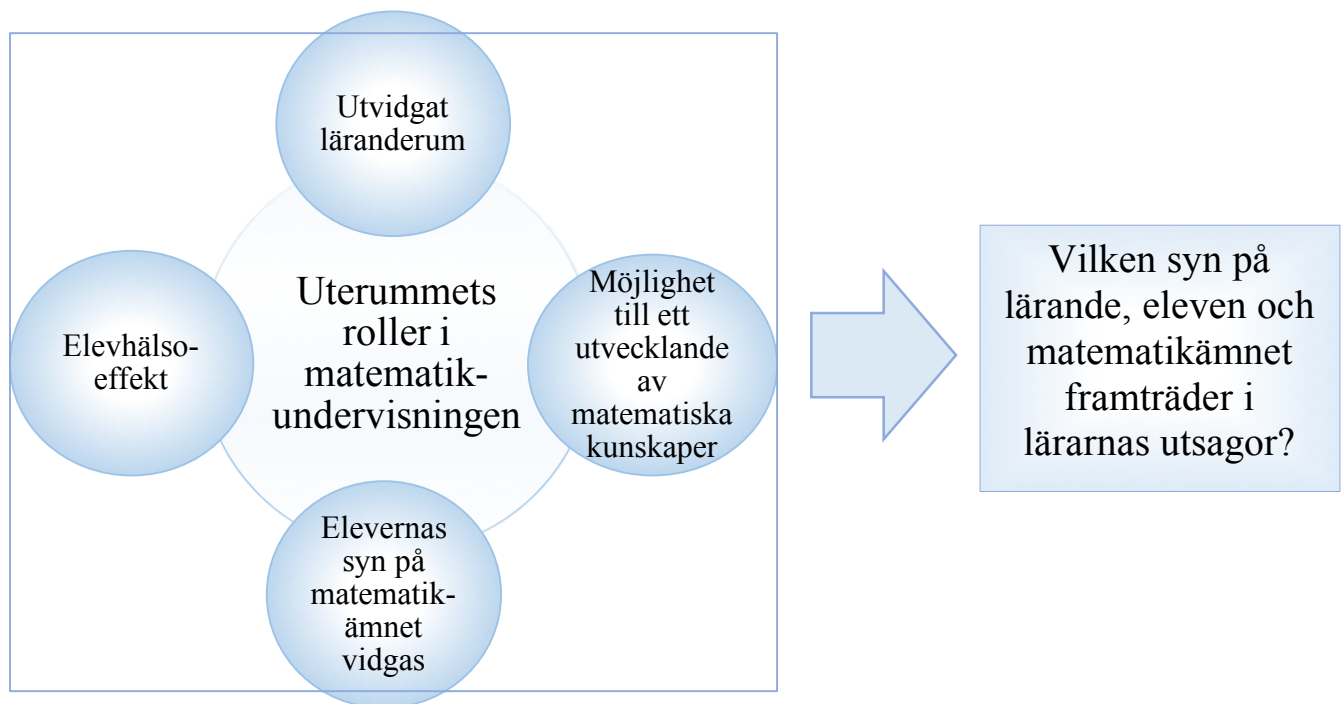 Utvidgat
läranderum
Uterummets
roller i
matematik-
undervisningen
Elevhälso-
effekt
Möjlighet
till ett
utvecklande
av
matematiska
kunskaper
Elevernas
syn på
matematik-
ämnet
vidgas
Vilken syn på
lärande, eleven och
matematikämnet
framträder i
lärarnas utsagor?